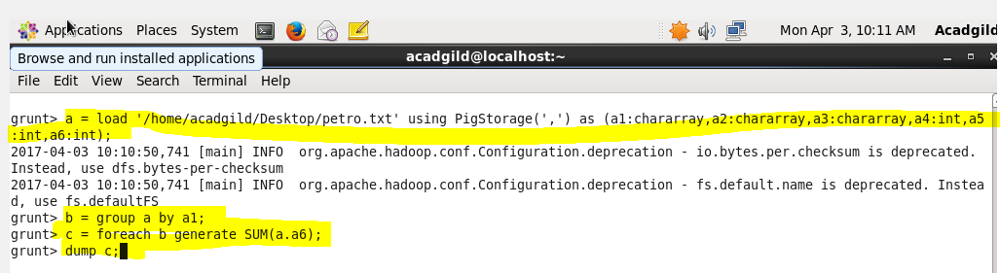 Applications Places System Mon Apr 3, 10:11 AM Acadgild
Browse and run installed applications
acadgild@localhost:~
File Edit View Search Terminal Help
grunt> a = load '/home/acadgild/Desktop/petro.txt' using PigStorage(',') as (a1:chararray,a2:chararray,a3:chararray,a4:int,a5
:int,a6:int);
2017-04-03 10:10:50,741 [main] INFO  org.apache.hadoop.conf.Configuration.deprecation - io.bytes.per.checksum is deprecated.
Instead, use dfs.bytes-per-checksum
2017-04-03 10:10:50,741 [main] INFO  org.apache.hadoop.conf.Configuration.deprecation - fs.default.name is deprecated. Instea
d, use fs.defaultFS
grunt> b = group a by a1;
grunt> c = foreach b generate SUM(a.a6);
grunt> dump c;